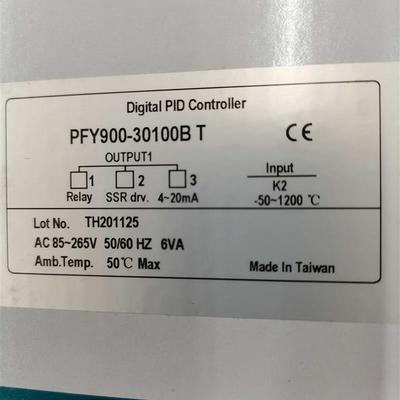 Digital PID Controller
PFY900-30100B T
CE
OUTPUT1
1 2 3
Relay SSR drv. 4~20mA
Input
K2
-50~1200 ℃
Lot No. TH201125
AC 85~265V 50/60 HZ 6VA
Amb.Temp. 50℃ Max
Made In Taiwan